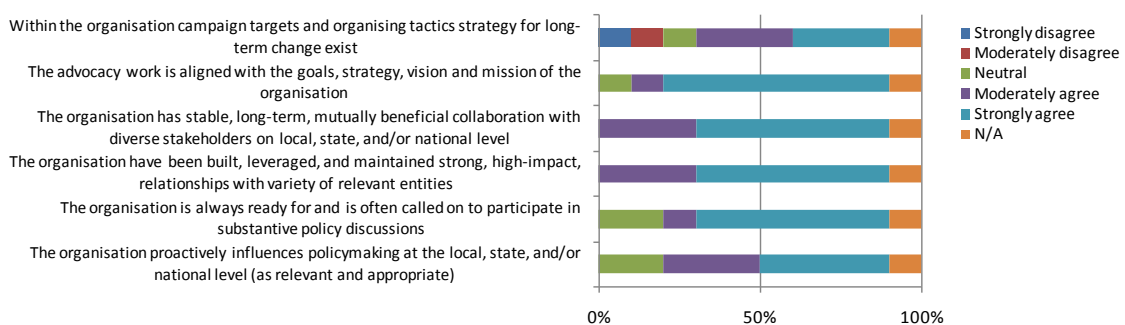 Within the organisation campaign targets and organising tactics strategy for long-
term change exist
The advocacy work is aligned with the goals, strategy, vision and mission of the
organisation
The organisation has stable, long-term, mutually beneficial collaboration with
diverse stakeholders on local, state, and/or national level
The organisation have been built, leveraged, and maintained strong, high-impact,
relationships with variety of relevant entities
The organisation is always ready for and is often called on to participate in
substantive policy discussions
The organisation proactively influences policymaking at the local, state, and/or
national level (as relevant and appropriate)
0%
50%
100%
Strongly disagree
Moderately disagree
Neutral
Moderately agree
Strongly agree
N/A